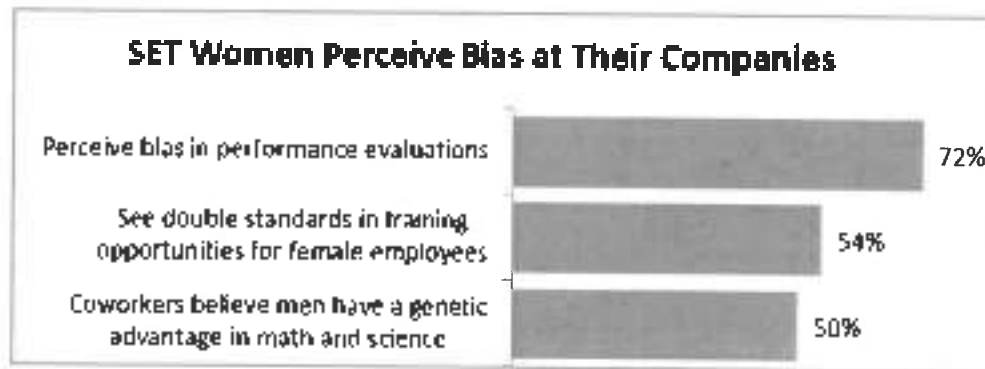 SET Women Perceive Bias at Their Companies
Perceive bias in performance evaluations
72%
See double standards in training
opportunities for female employees
54%
Coworkers believe men have a genetic
advantage in math and science
50%